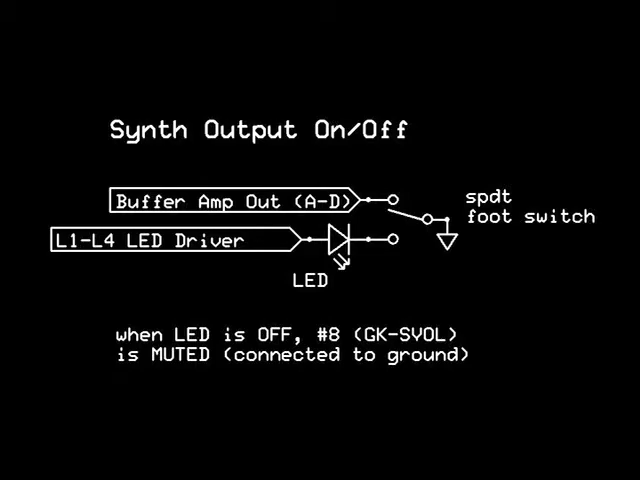 Synth Output On/Off
Buffer Amp Out (A-D)
spdt
foot switch
L1-L4 LED Driver
LED
when LED is OFF, #8 (GK-SYOL)
is MUTED (connected to ground)